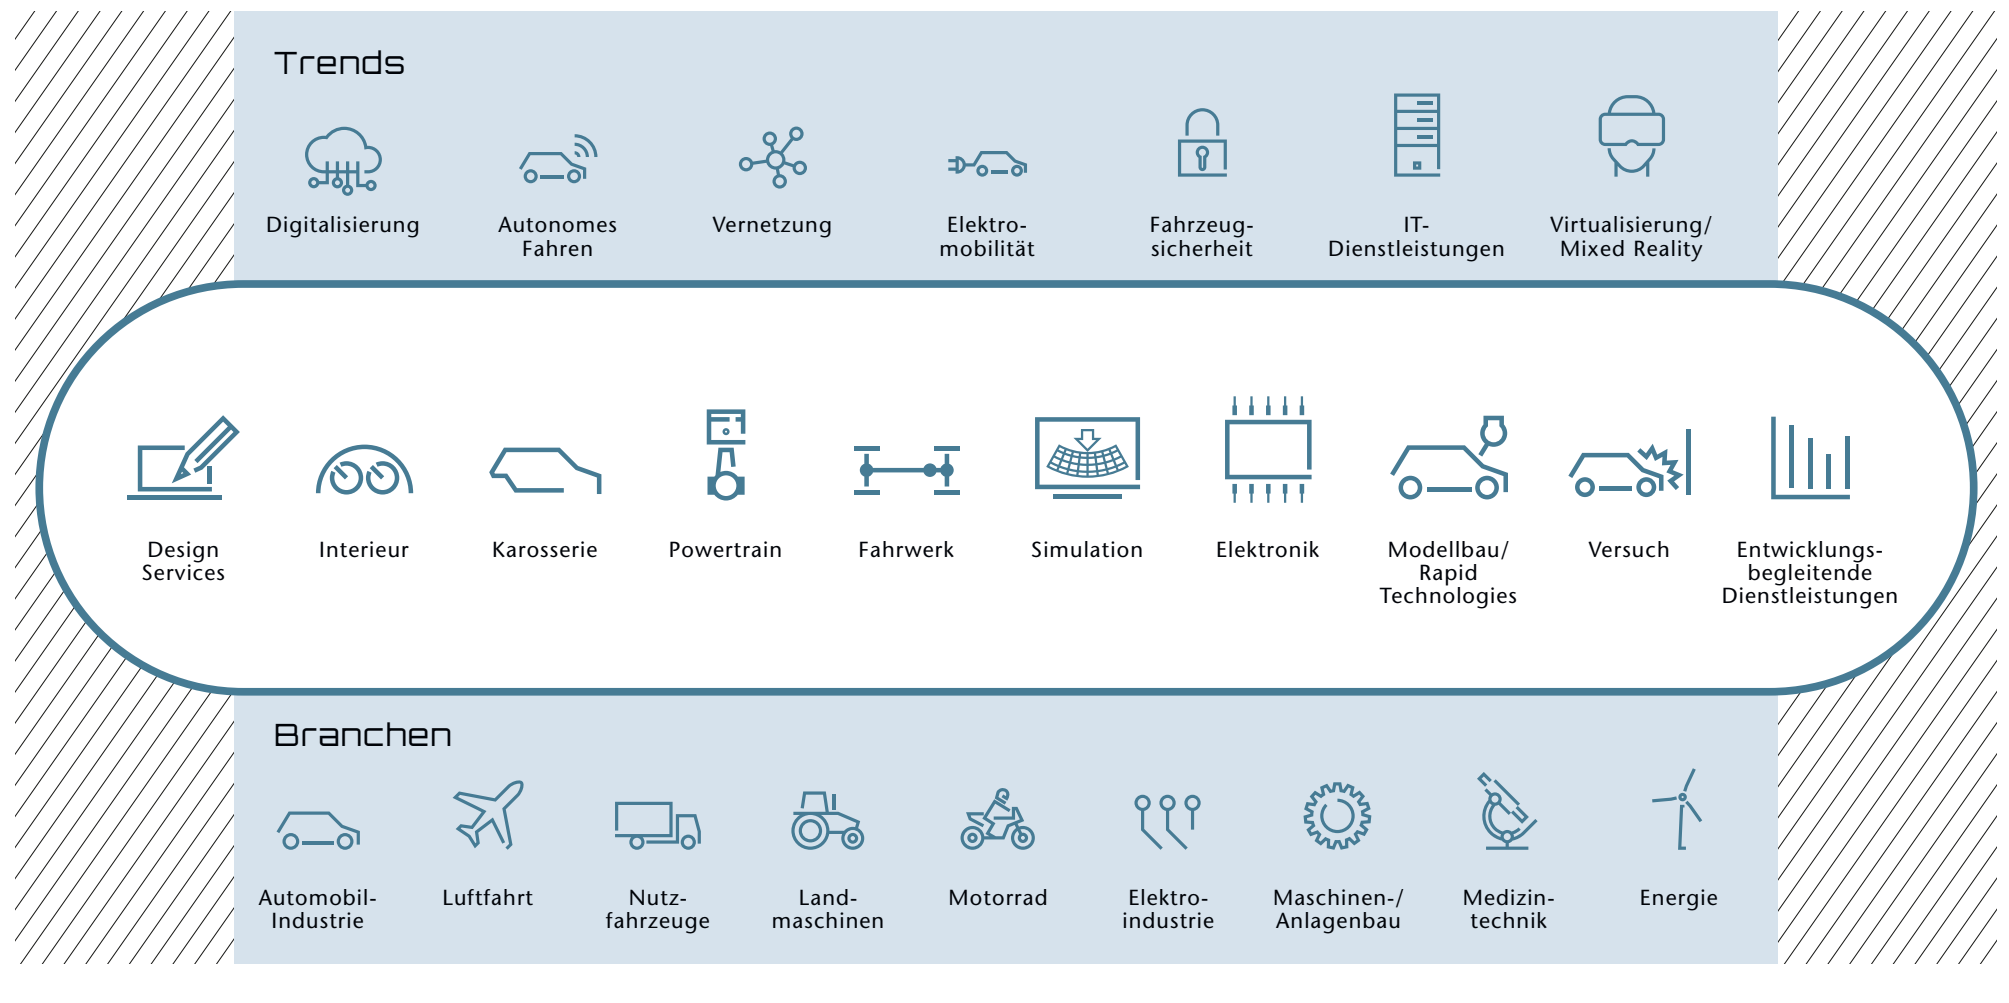 Trends
Digitalisierung
Autonomes
Fahren
Vernetzung
Elektro-
mobilität
Fahrzeug-
sicherheit
IT-
Dienstleistungen
Virtualisierung/
Mixed Reality
Design
Services
Interieur
Karosserie
Powertrain
Fahrwerk
Simulation
Elektronik
Modellbau/
Rapid
Technologies
Versuch
Entwicklungs-
begleitende
Dienstleistungen
Branchen
Automobil-
Industrie
Luftfahrt
Nutz-
fahrzeuge
Land-
maschinen
Motorrad
Elektro-
industrie
Maschinen-/
Anlagenbau
Medizin-
technik
Energie